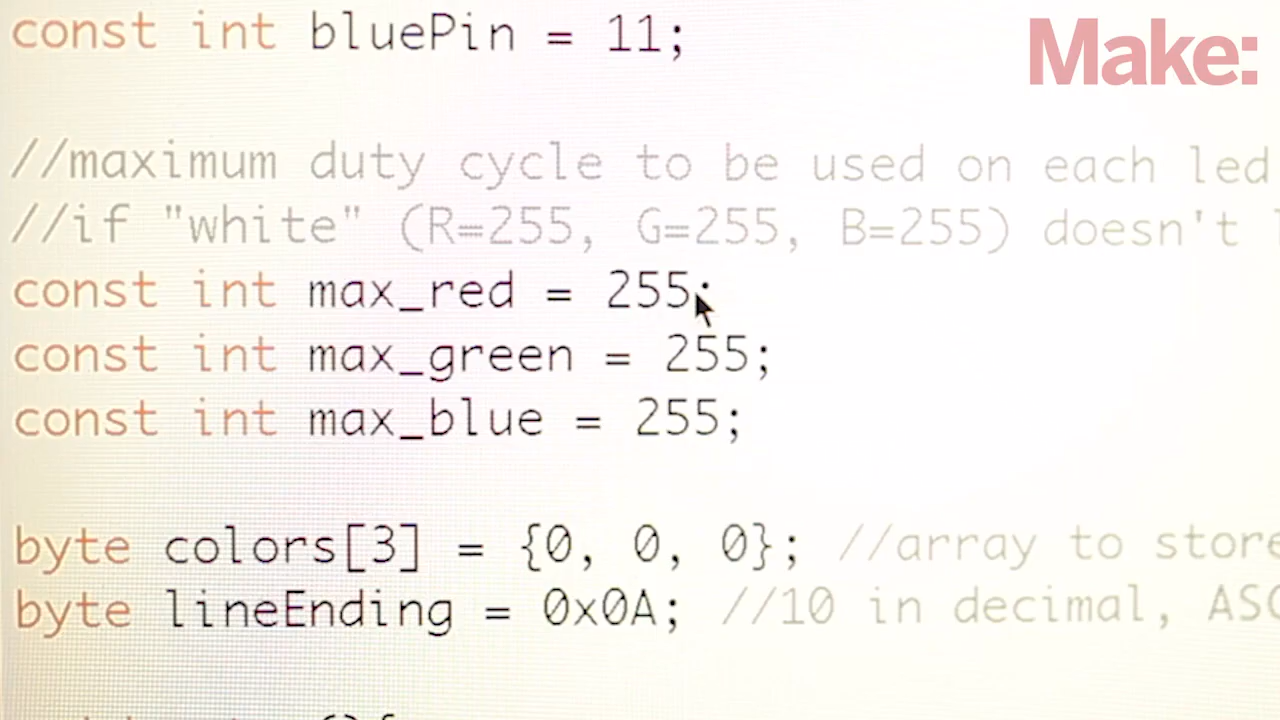 const int bluePin = 11;
Make:
//maximum duty cycle to be used on each led
//if "white" (R=255, G=255, B=255) doesn't
const int max_red = 255;
const int max_green = 255;
const int max_blue = 255;
byte colors[3] = {0, 0, 0}; //array to store
byte lineEnding = 0x0A; //10 in decimal,